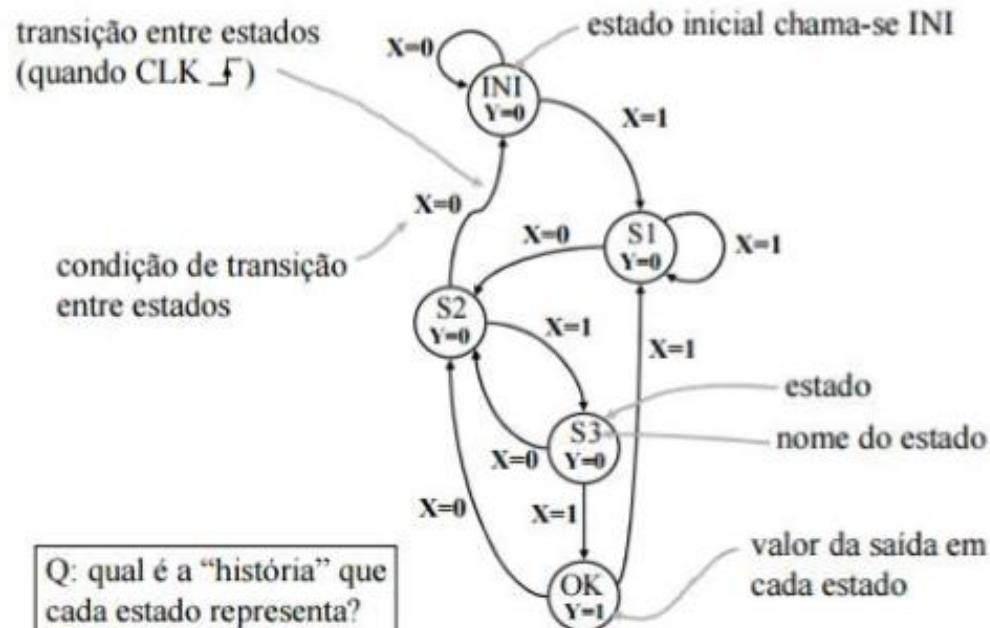 transição entre estados
(quando CLK )
estado inicial chama-se INI
X=0
INI
Y=0
X=1
X=0
condição de transição
entre estados
X=0
S1
Y=0
X=1
S2
Y=0
X=1
X=1
estado
S3
Y=0
nome do estado
X=0
X=0
X=1
OK
Y=1
valor da saída em
cada estado
Q: qual é a “história” que
cada estado representa?